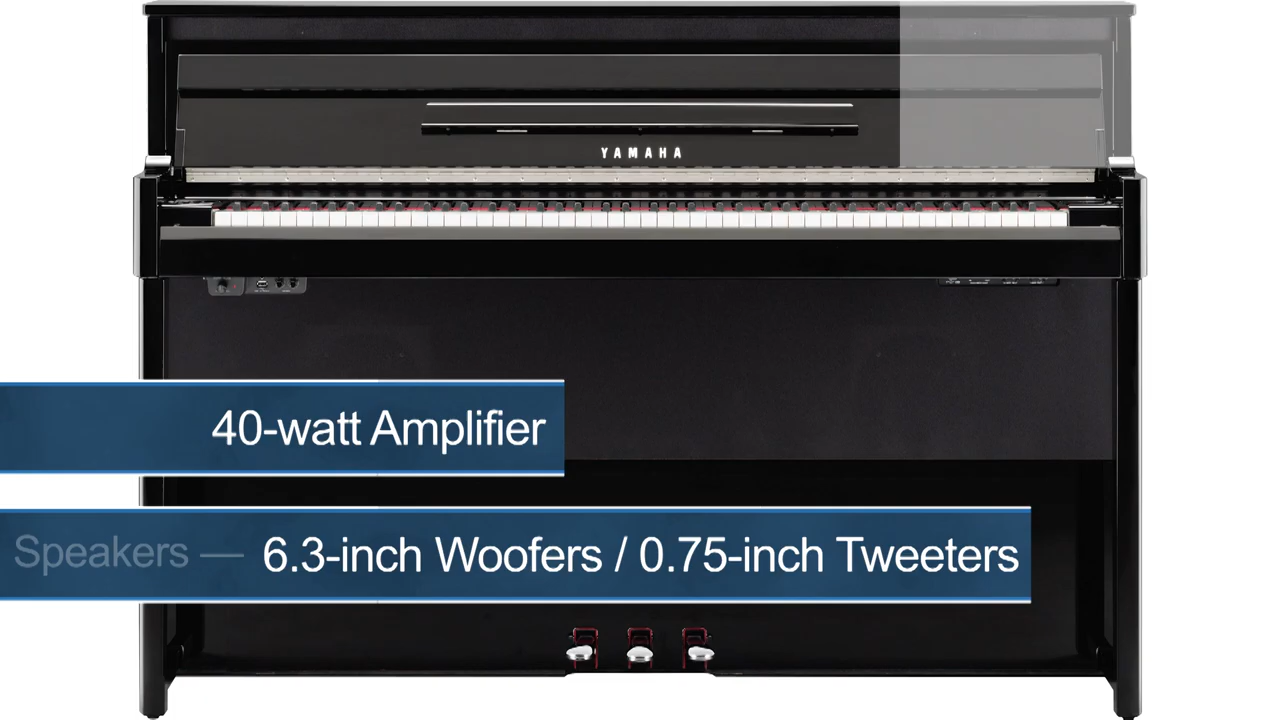 YAMAHA
40-watt Amplifier
Speakers — 6.3-inch Woofers / 0.75-inch Tweeters